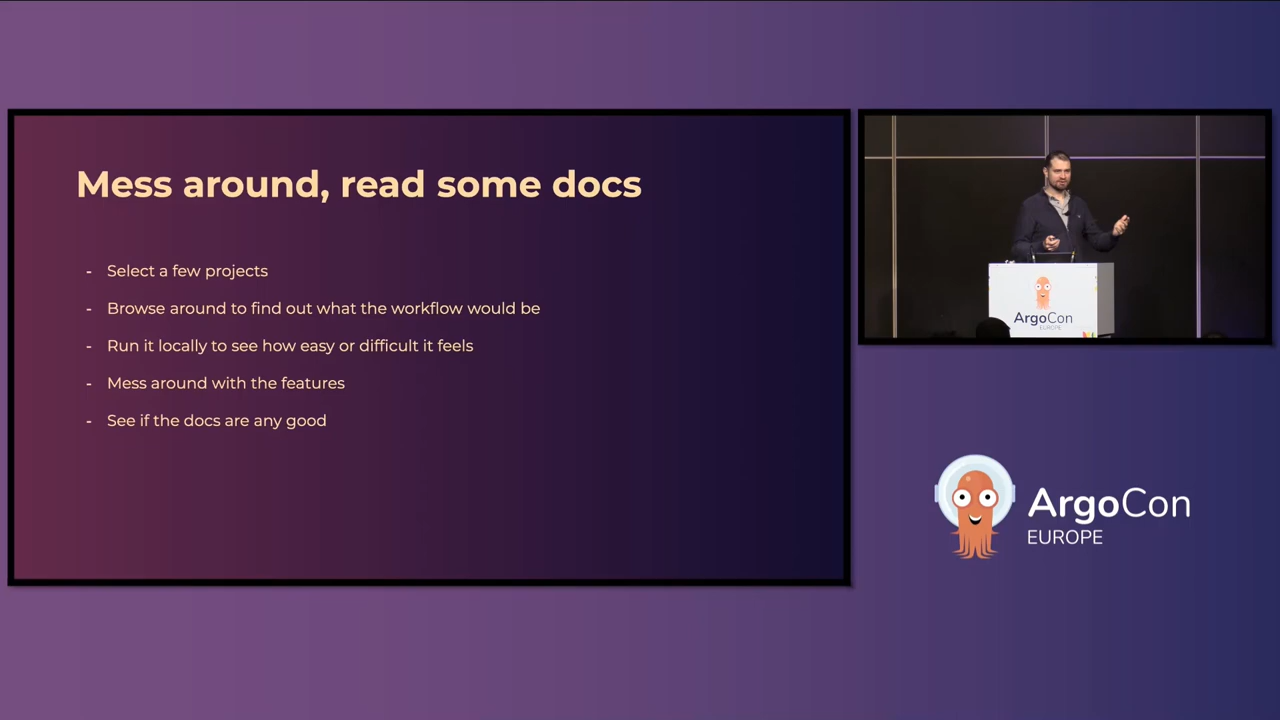 Mess around, read some docs
- Select a few projects
- Browse around to find out what the workflow would be
- Run it locally to see how easy or difficult it feels
- Mess around with the features
- See if the docs are any good
ArgoCon
EUROPE
ArgoCon
EUROPE